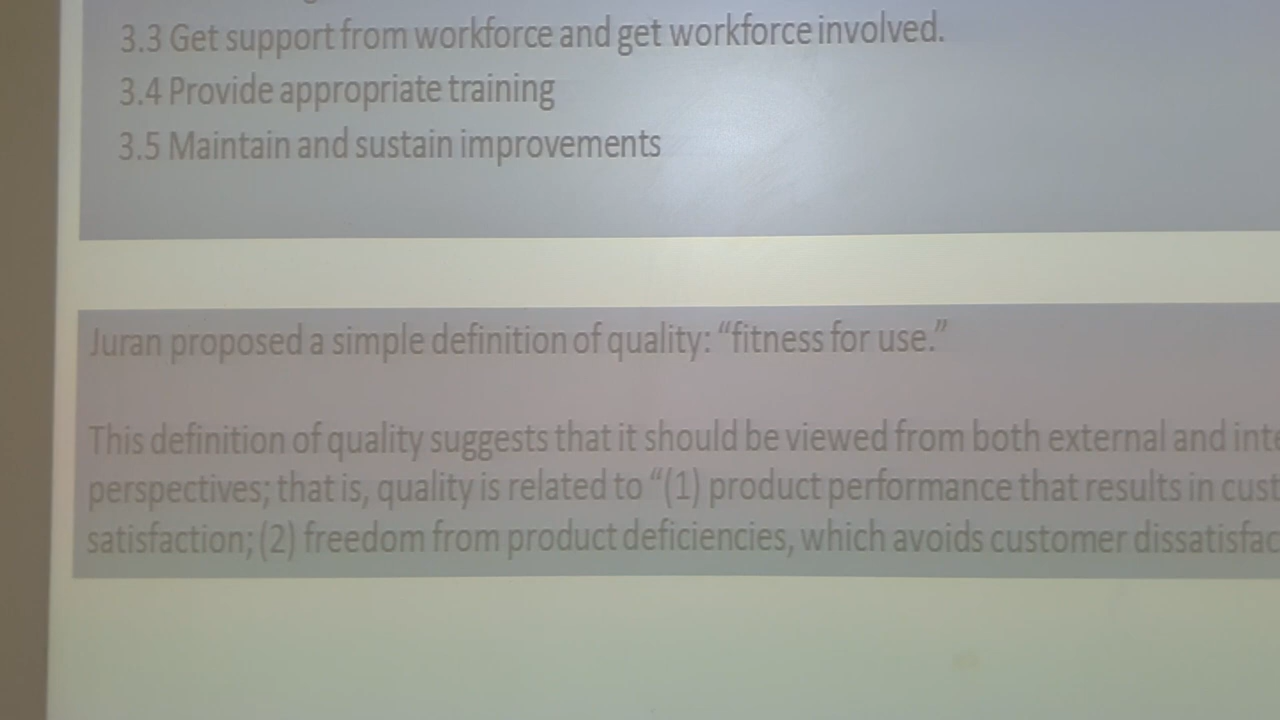 3.3 Get support from workforce and get workforce involved.
3.4 Provide appropriate training
3.5 Maintain and sustain improvements
Juran proposed a simple definition of quality: “fitness for use.”
This definition of quality suggests that it should be viewed from both external and
perspectives; that is, quality is related to “(1) product performance that results in
satisfaction; (2) freedom from product deficiencies, which avoids customer